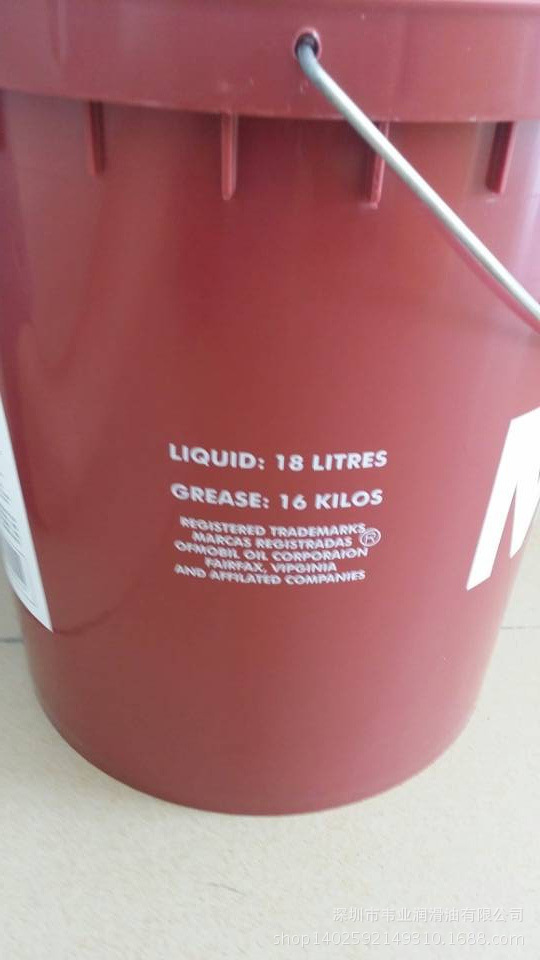 LIQUID: 18 LITRES
GREASE: 16 KILOS
REGISTERED TRADEMARKS
MARCAS REGISTRADAS ®
OFMOBIL OIL CORPORAION
FAIRFAX, VIPGINIA
AND AFFILATED COMPANIES
M
深圳市韦业润滑油有限公司
shop1402592149310.1688.com